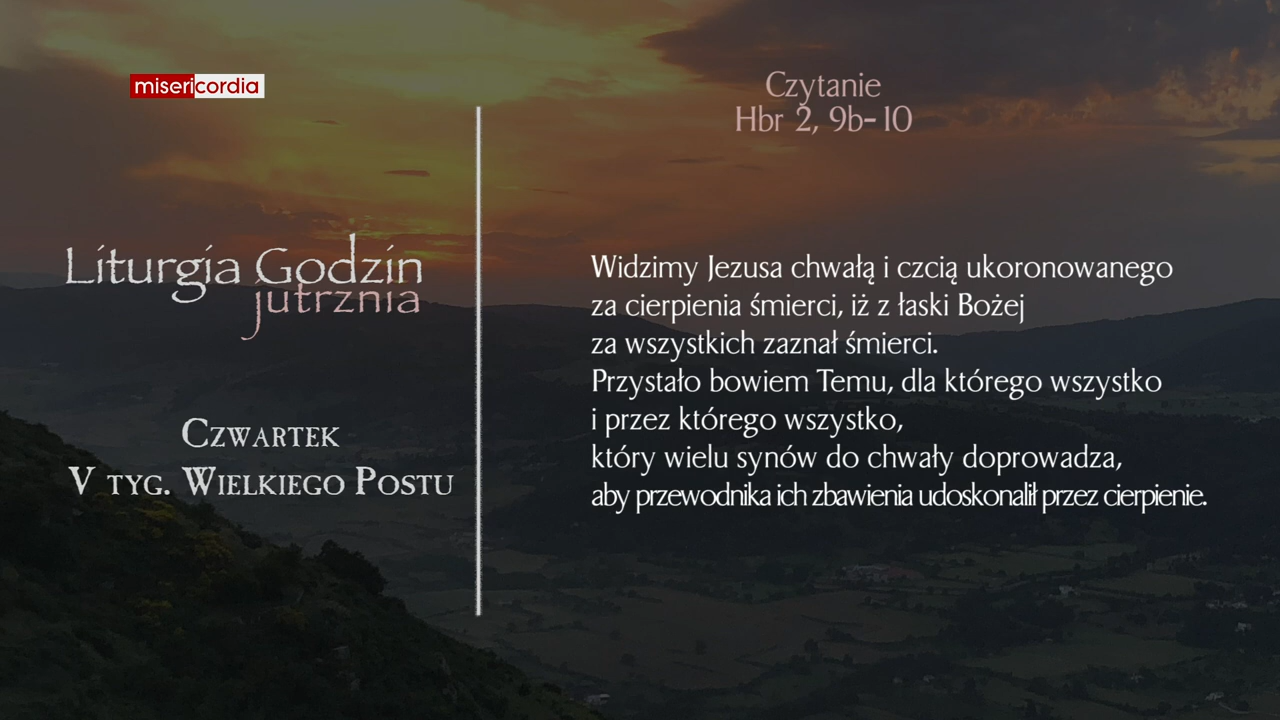 misericordia
Liturgia Godzin
jutrznia
Czwartek
V tyg. Wielkiego Postu
Czytanie
Hbr 2, 9b-10
Widzimy Jezusa chwałą i czcią ukoronowanego
za cierpienia śmierci, iż z łaski Bożej
za wszystkich zaznał śmierci.
Przystało bowiem Temu, dla którego wszystko
i przez którego wszystko,
który wielu synów do chwały doprowadza,
aby przewodnika ich zbawienia udoskonalił przez cierpienie.